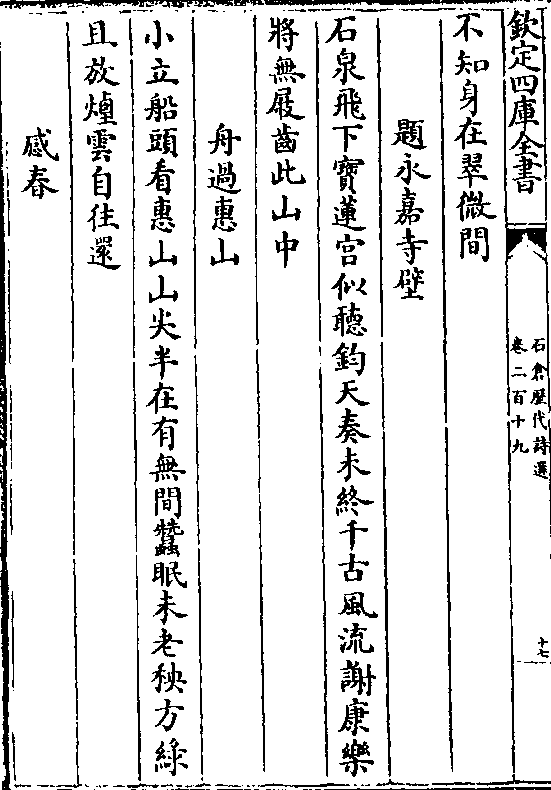 欽定四庫全書
石倉歷代詩選
卷二百十九
十七
不知身在翠微間
題永嘉寺壁
石泉飛下寶蓮宫似聽鈞天奏未終千古風流謝康樂
將無屐齒此山中
舟過惠山
小立船頭看惠山山尖半在有無間蠶眠未老秧方緑
且放煙雲自往還
感春